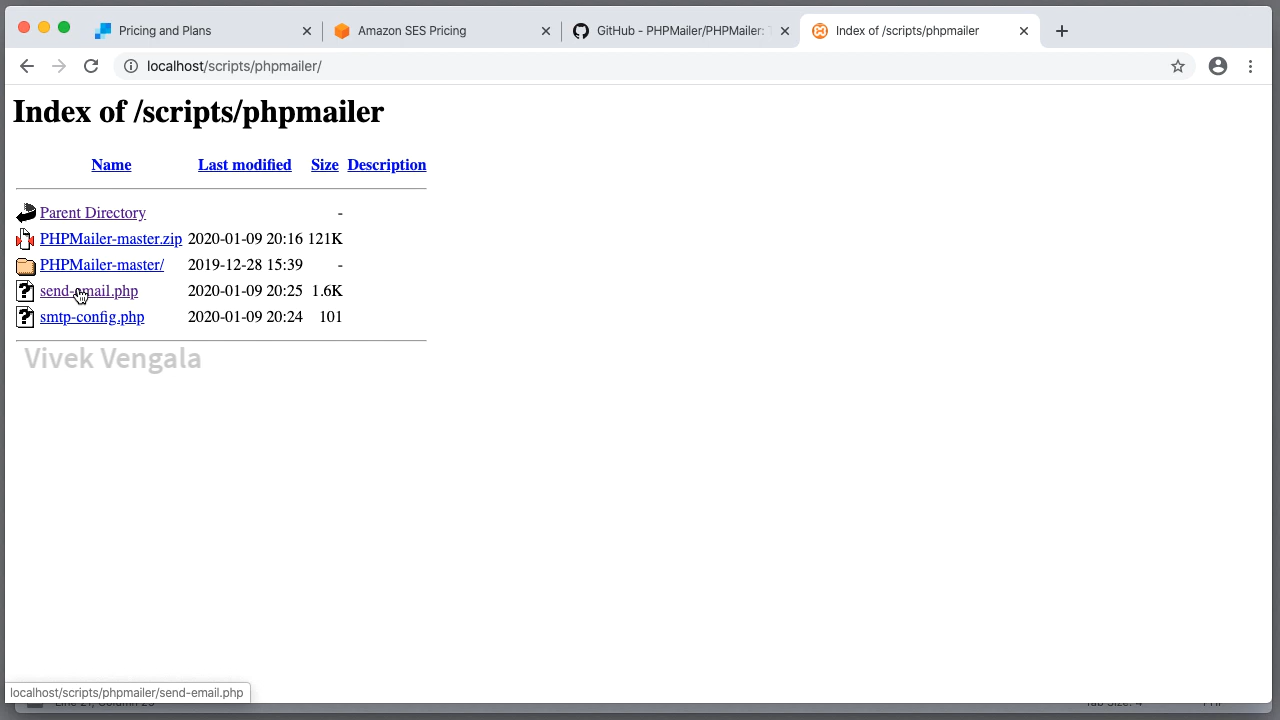 Pricing and Plans
Amazon SES Pricing
GitHub - PHPMailer/PHPMailer:
Index of /scripts/phpmailer
localhost/scripts/phpmailer/
Index of /scripts/phpmailer
Name Last modified Size Description
Parent Directory -
PHPMailer-master.zip 2020-01-09 20:16 121K
PHPMailer-master/ 2019-12-28 15:39 -
send-email.php 2020-01-09 20:25 1.6K
smtp-config.php 2020-01-09 20:24 101
Vivek Vengala
localhost/scripts/phpmailer/send-email.php